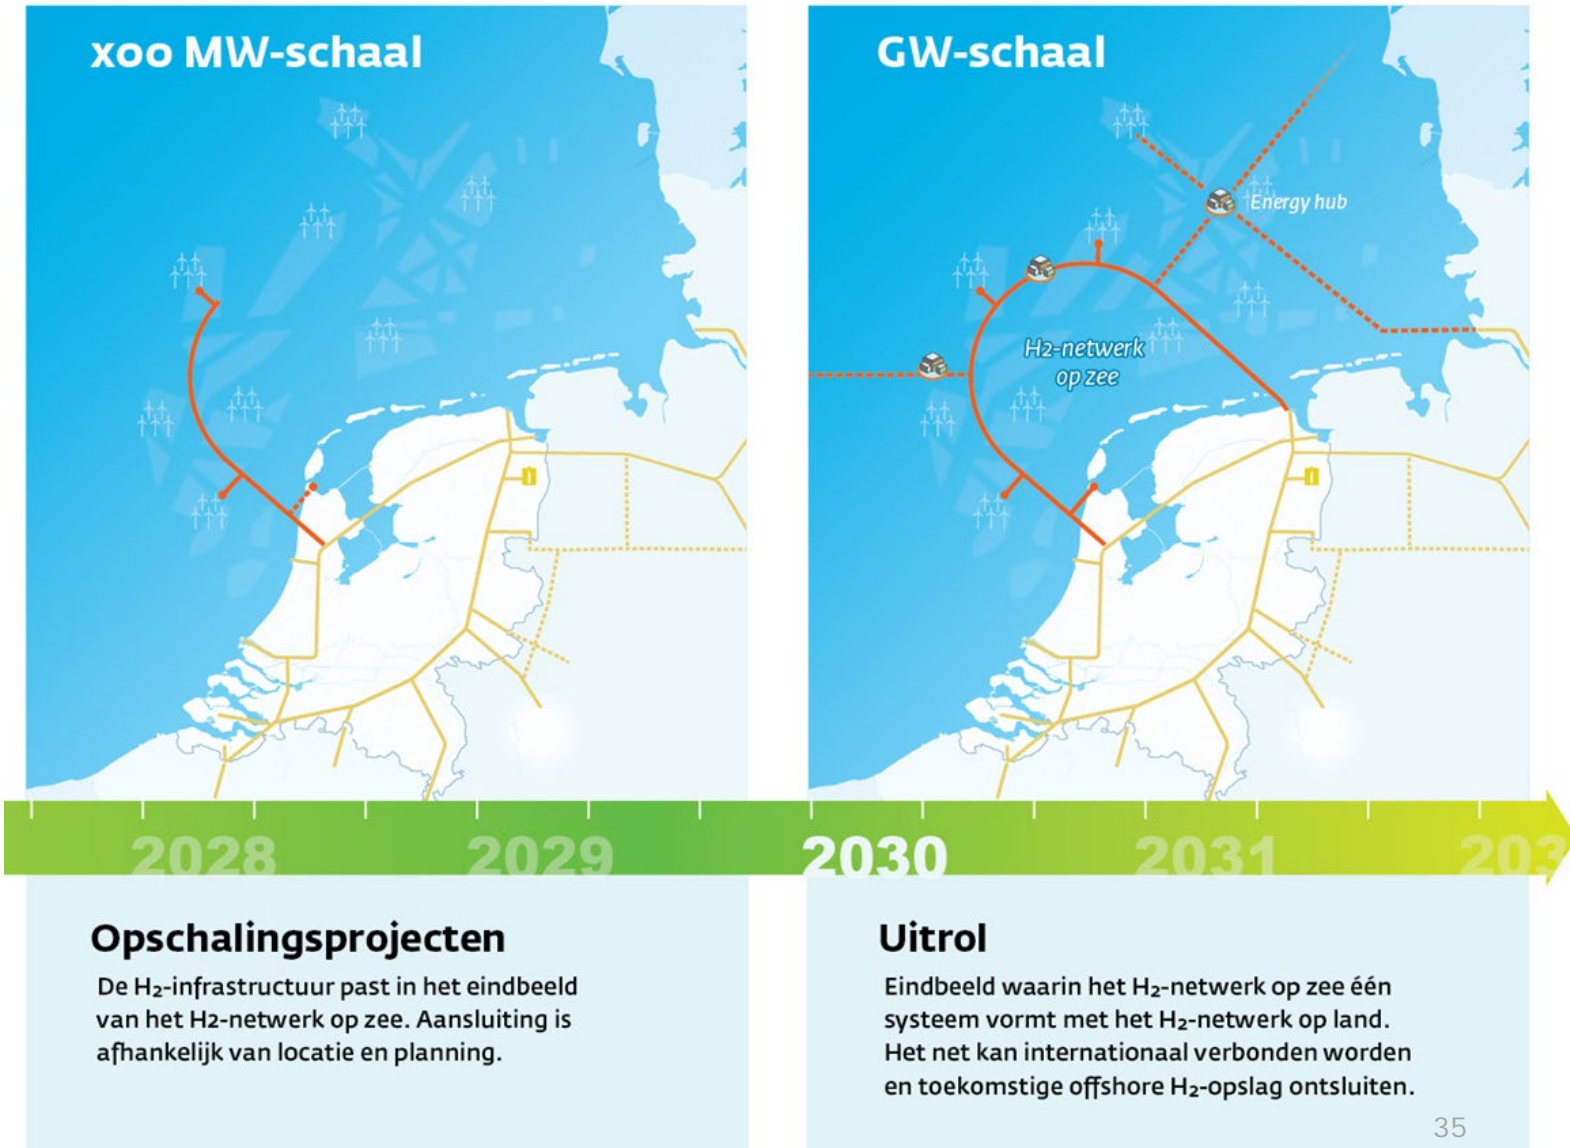 xoo MW-schaal
GW-schaal
Energy hub
H2-netwerk
op zee
2028
2029
2030
2031
203
Opschalingsprojecten
De H₂-infrastructuur past in het eindbeeld
van het H2-netwerk op zee. Aansluiting is
afhankelijk van locatie en planning.
Uitrol
Eindbeeld waarin het H₂-netwerk op zee één
systeem vormt met het H₂-netwerk op land.
Het net kan internationaal verbonden worden
en toekomstige offshore H₂-opslag ontsluiten.
35